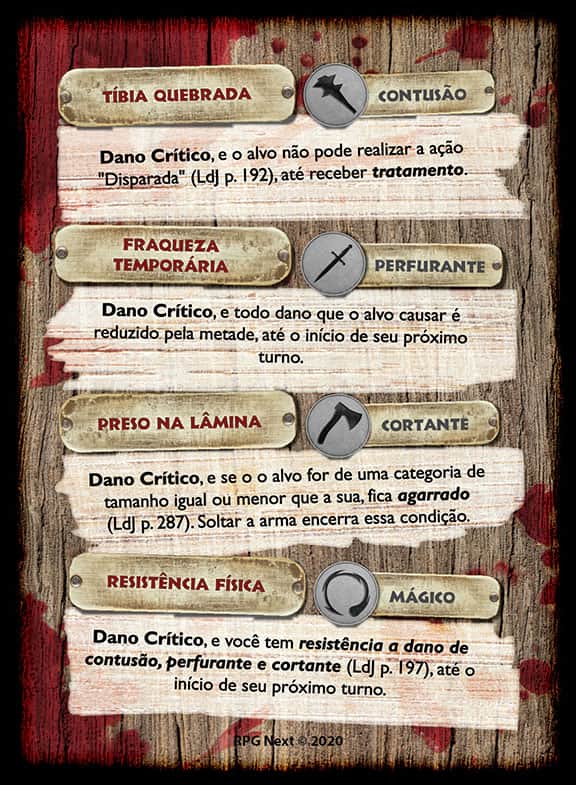 TÍBIA QUEBRADA
CONTUSÃO
Dano Crítico, e o alvo não pode realizar a ação
"Disparada" (LdJ p. 192), até receber tratamento.
FRAQUEZA
TEMPORÁRIA
PERFURANTE
Dano Crítico, e todo dano que o alvo causar é
reduzido pela metade, até o início de seu próximo
turno.
PRESO NA LÂMINA
CORTANTE
Dano Crítico, e se o o alvo for de uma categoria de
tamanho igual ou menor que a sua, fica agarrado
(LdJ p. 287). Soltar a arma encerra essa condição.
RESISTÊNCIA FÍSICA
MÁGICO
Dano Crítico, e você tem resistência a dano de
contusão, perfurante e cortante (LdJ p. 197), até o
início de seu próximo turno.
RPG Next © 2020